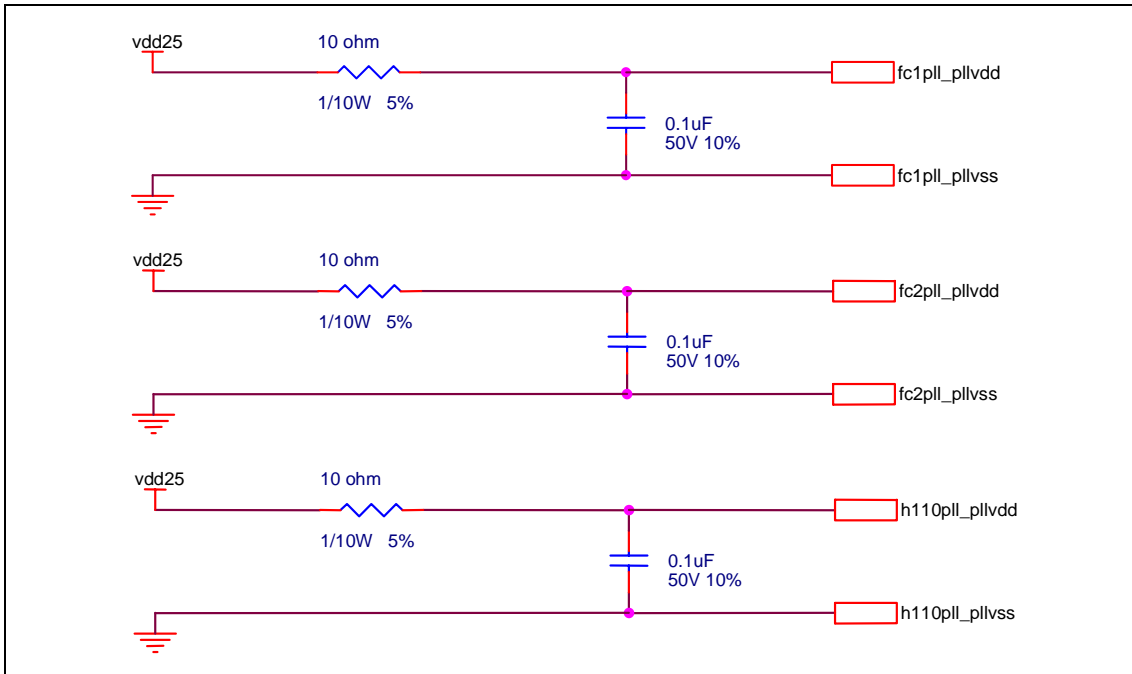 vdd25
10 ohm
1/10W 5%
fc1pll_pllvdd
0.1uF
50V 10%
fc1pll_pllvss
vdd25
10 ohm
1/10W 5%
fc2pll_pllvdd
0.1uF
50V 10%
fc2pll_pllvss
vdd25
10 ohm
1/10W 5%
h110pll_pllvdd
0.1uF
50V 10%
h110pll_pllvss